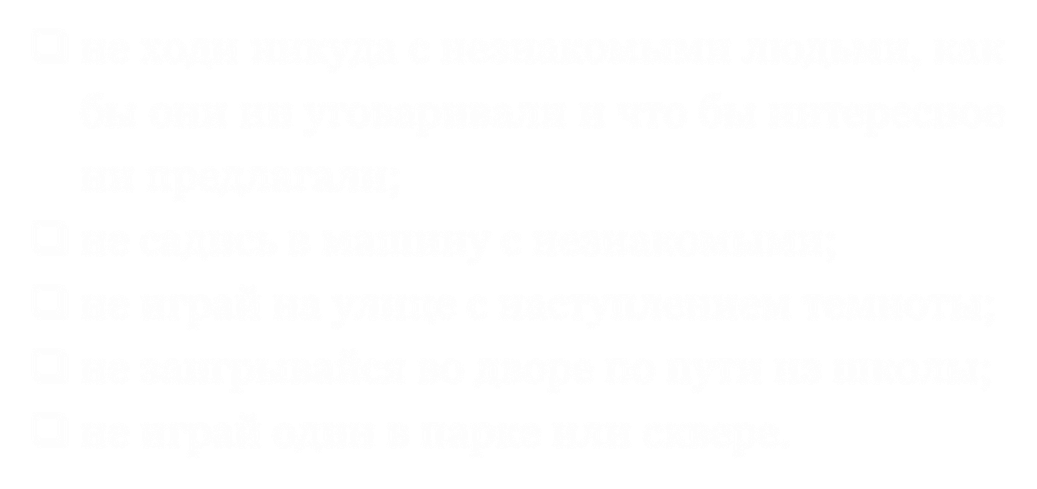 ❑ не ходи никуда с незнакомыми людьми, как
бы они ни уговаривали и что бы интересное
ни предлагали;
❑ не садись в машину с незнакомыми;
❑ не играй на улице с наступлением темноты;
❑ не задерживайся во дворе по пути из школы;
❑ не играй один в парке или сквере.